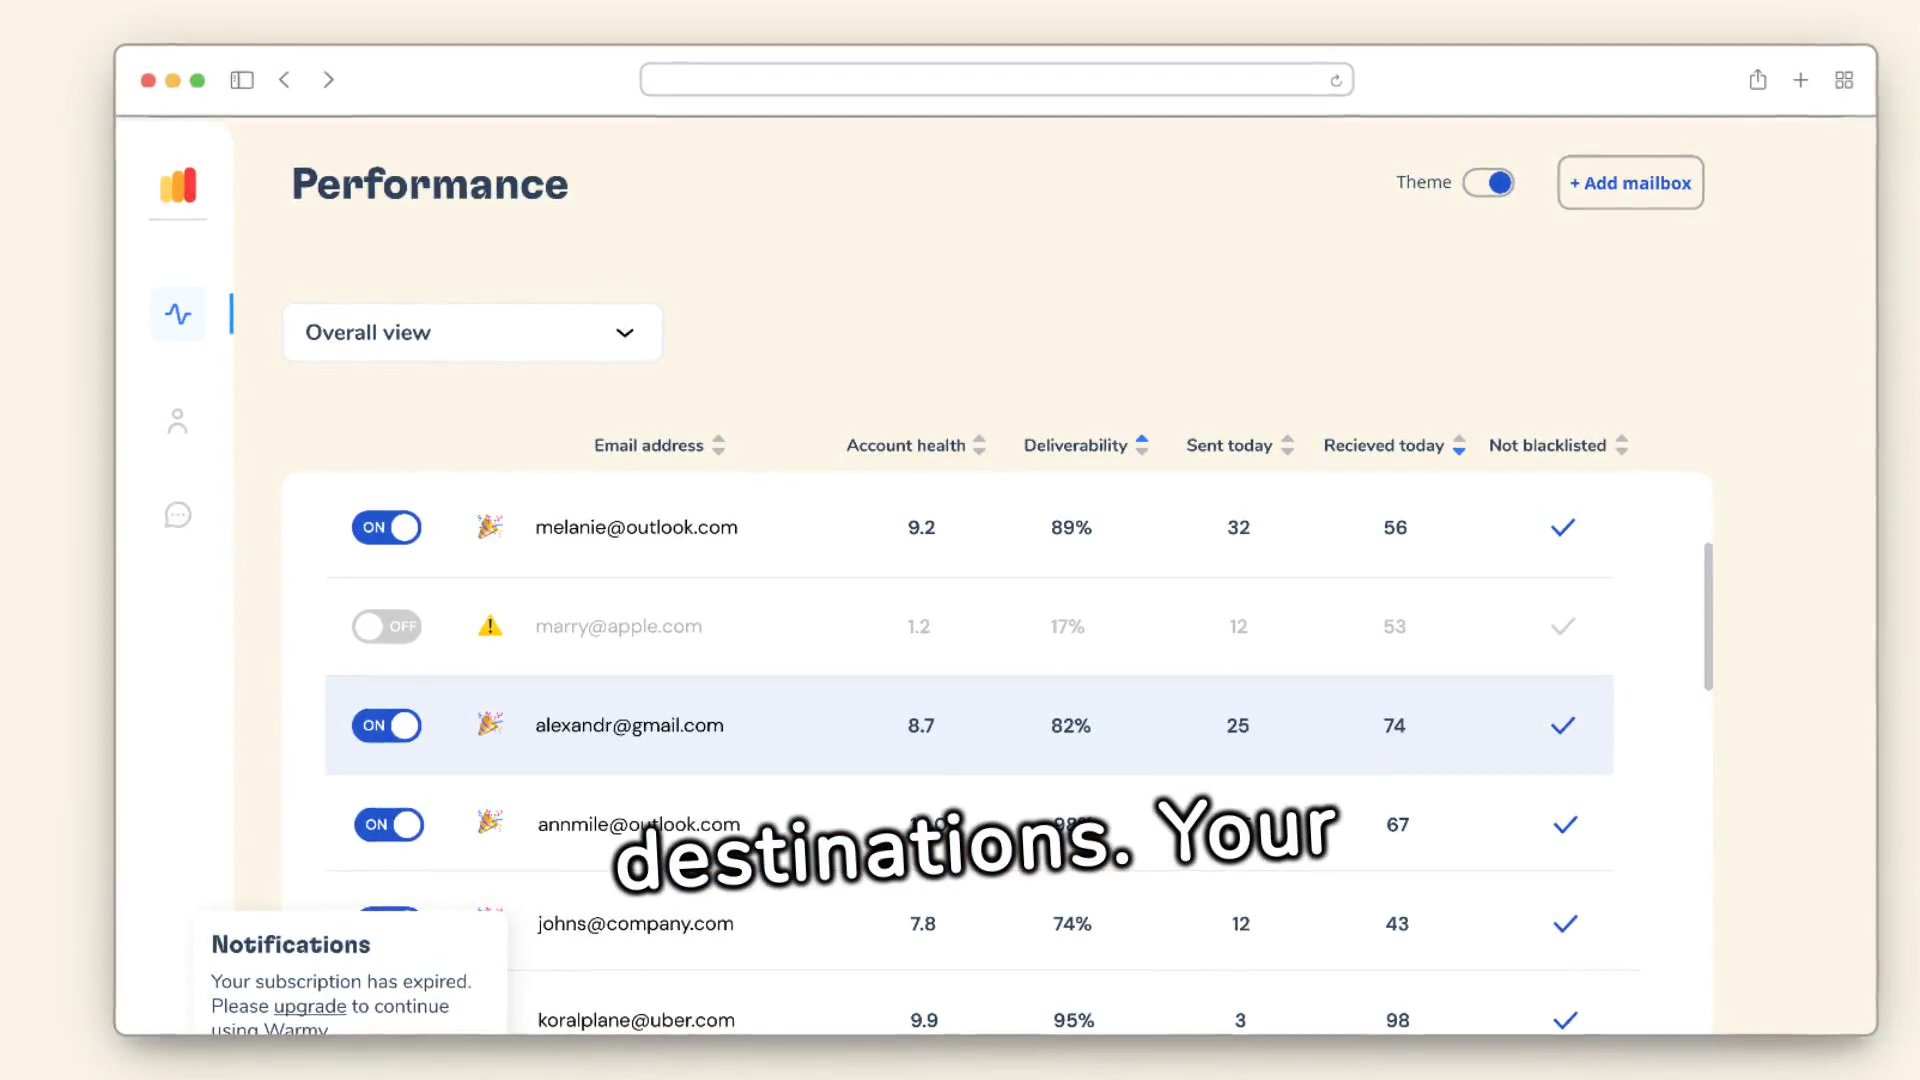 Performance
Theme
+ Add mailbox
Overall view
Email address Account health Deliverability Sent today Recieved today Not blacklisted
ON melanie@outlook.com 9.2 89% 32 56
OFF marry@apple.com 1.2 17% 12 53
ON alexandr@gmail.com 8.7 82% 25 74
ON annmile@outlook.com 98% 67
destinations. Your
johns@company.com 7.8 74% 12 43
Notifications
Your subscription has expired.
Please upgrade to continue
using Warmy
koralplane@uber.com 9.9 95% 3 98